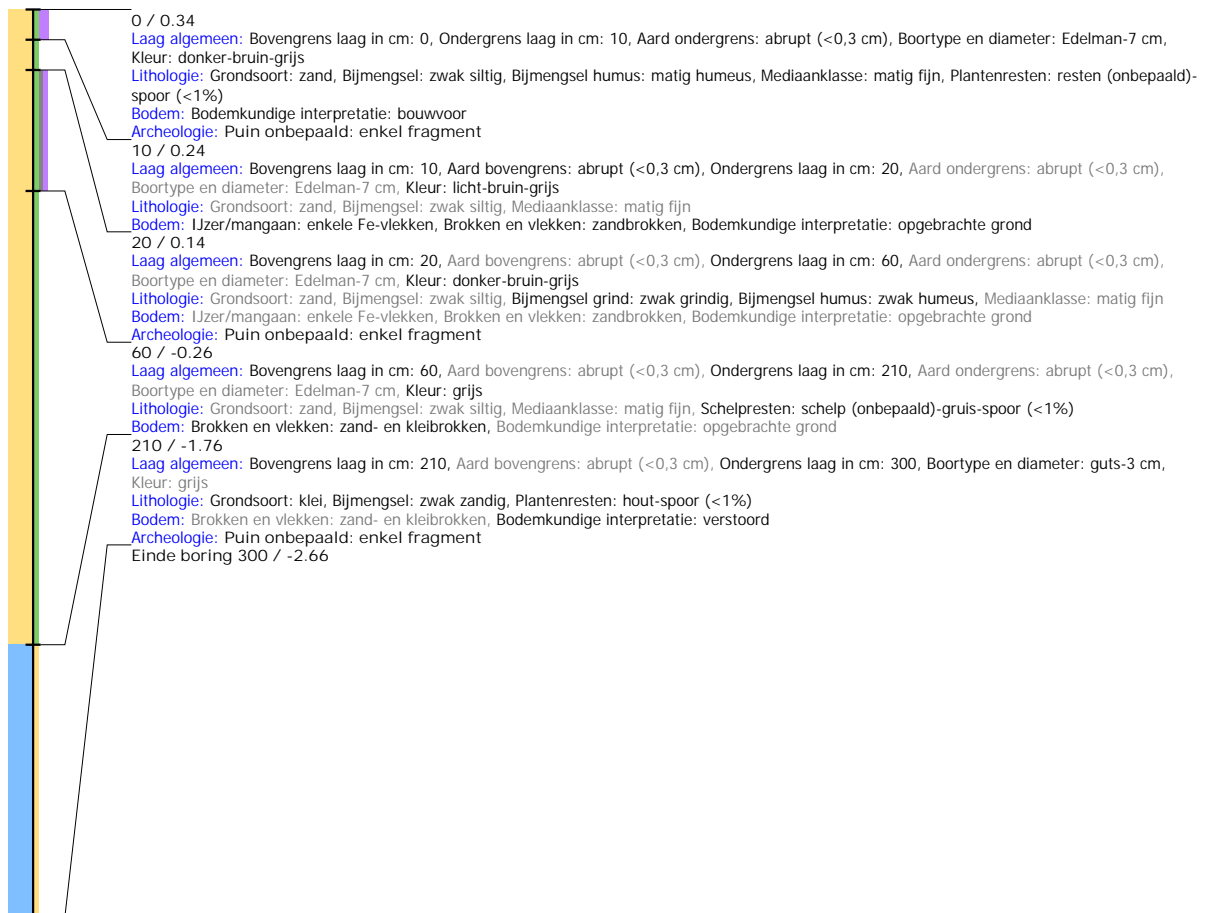 0 / 0.34
Laag algemeen: Bovengrens laag in cm: 0, Ondergrens laag in cm: 10, Aard ondergrens: abrupt (<0,3 cm), Boortype en diameter: Edelman-7 cm,
Kleur: donker-bruin-grijs
Lithologie: Grondsoort: zand, Bijmengsel: zwak siltig, Bijmengsel humus: matig humeus, Mediaanklasse: matig fijn, Plantenresten: resten (onbepaald)-
spoor (<1%)
Bodem: Bodemkundige interpretatie: bouwvoor
Archeologie: Puin onbepaald: enkel fragment
10 / 0.24
Laag algemeen: Bovengrens laag in cm: 10, Aard bovengrens: abrupt (<0,3 cm), Ondergrens laag in cm: 20, Aard ondergrens: abrupt (<0,3 cm),
Boortype en diameter: Edelman-7 cm, Kleur: licht-bruin-grijs
Lithologie: Grondsoort: zand, Bijmengsel: zwak siltig, Mediaanklasse: matig fijn
Bodem: IJzer/mangaan: enkele Fe-vlekken, Brokken en vlekken: zandbrokken, Bodemkundige interpretatie: opgebrachte grond
20 / 0.14
Laag algemeen: Bovengrens laag in cm: 20, Aard bovengrens: abrupt (<0,3 cm), Ondergrens laag in cm: 60, Aard ondergrens: abrupt (<0,3 cm),
Boortype en diameter: Edelman-7 cm, Kleur: donker-bruin-grijs
Lithologie: Grondsoort: zand, Bijmengsel: zwak siltig, Bijmengsel grind: zwak grindig, Bijmengsel humus: zwak humeus, Mediaanklasse: matig fijn
Bodem: IJzer/mangaan: enkele Fe-vlekken, Brokken en vlekken: zandbrokken, Bodemkundige interpretatie: opgebrachte grond
Archeologie: Puin onbepaald: enkel fragment
60 / -0.26
Laag algemeen: Bovengrens laag in cm: 60, Aard bovengrens: abrupt (<0,3 cm), Ondergrens laag in cm: 210, Aard ondergrens: abrupt (<0,3 cm),
Boortype en diameter: Edelman-7 cm, Kleur: grijs
Lithologie: Grondsoort: zand, Bijmengsel: zwak siltig, Mediaanklasse: matig fijn, Schelpresten: schelp (onbepaald)-gruis-spoor (<1%)
Bodem: Brokken en vlekken: zand- en kleibrokken, Bodemkundige interpretatie: opgebrachte grond
210 / -1.76
Laag algemeen: Bovengrens laag in cm: 210, Aard bovengrens: abrupt (<0,3 cm), Ondergrens laag in cm: 300, Boortype en diameter: guts-3 cm,
Kleur: grijs
Lithologie: Grondsoort: klei, Bijmengsel: zwak zandig, Plantenresten: hout-spoor (<1%)
Bodem: Brokken en vlekken: zand- en kleibrokken, Bodemkundige interpretatie: verstoord
Archeologie: Puin onbepaald: enkel fragment
Einde boring 300 / -2.66